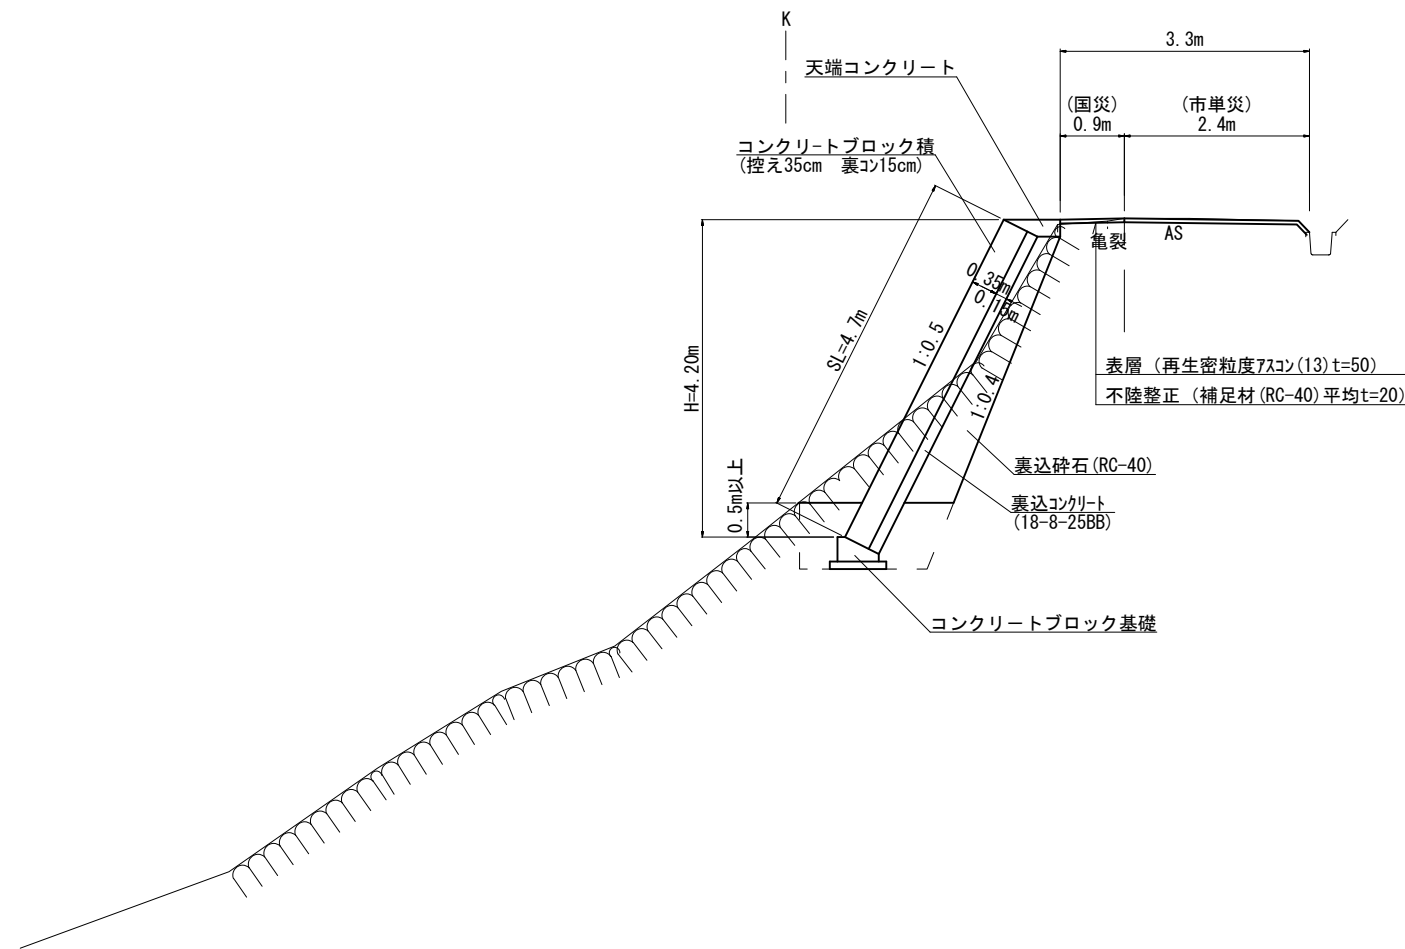 K
3.3m
天端コンクリート
(国災)
0.9m
(市単災)
2.4m
コンクリートブロック積
(控え35cm 裏コン15cm)
亀裂
AS
0.35m
0.15m
SL=4.7m
1:0.5
H=4.20m
1:0.4
表層 (再生密粒度アスコン(13)t=50)
不陸整正 (補足材(RC-40)平均t=20)
裏込砕石(RC-40)
0.5m以上
裏込コンクリート
(18-8-25BB)
コンクリートブロック基礎